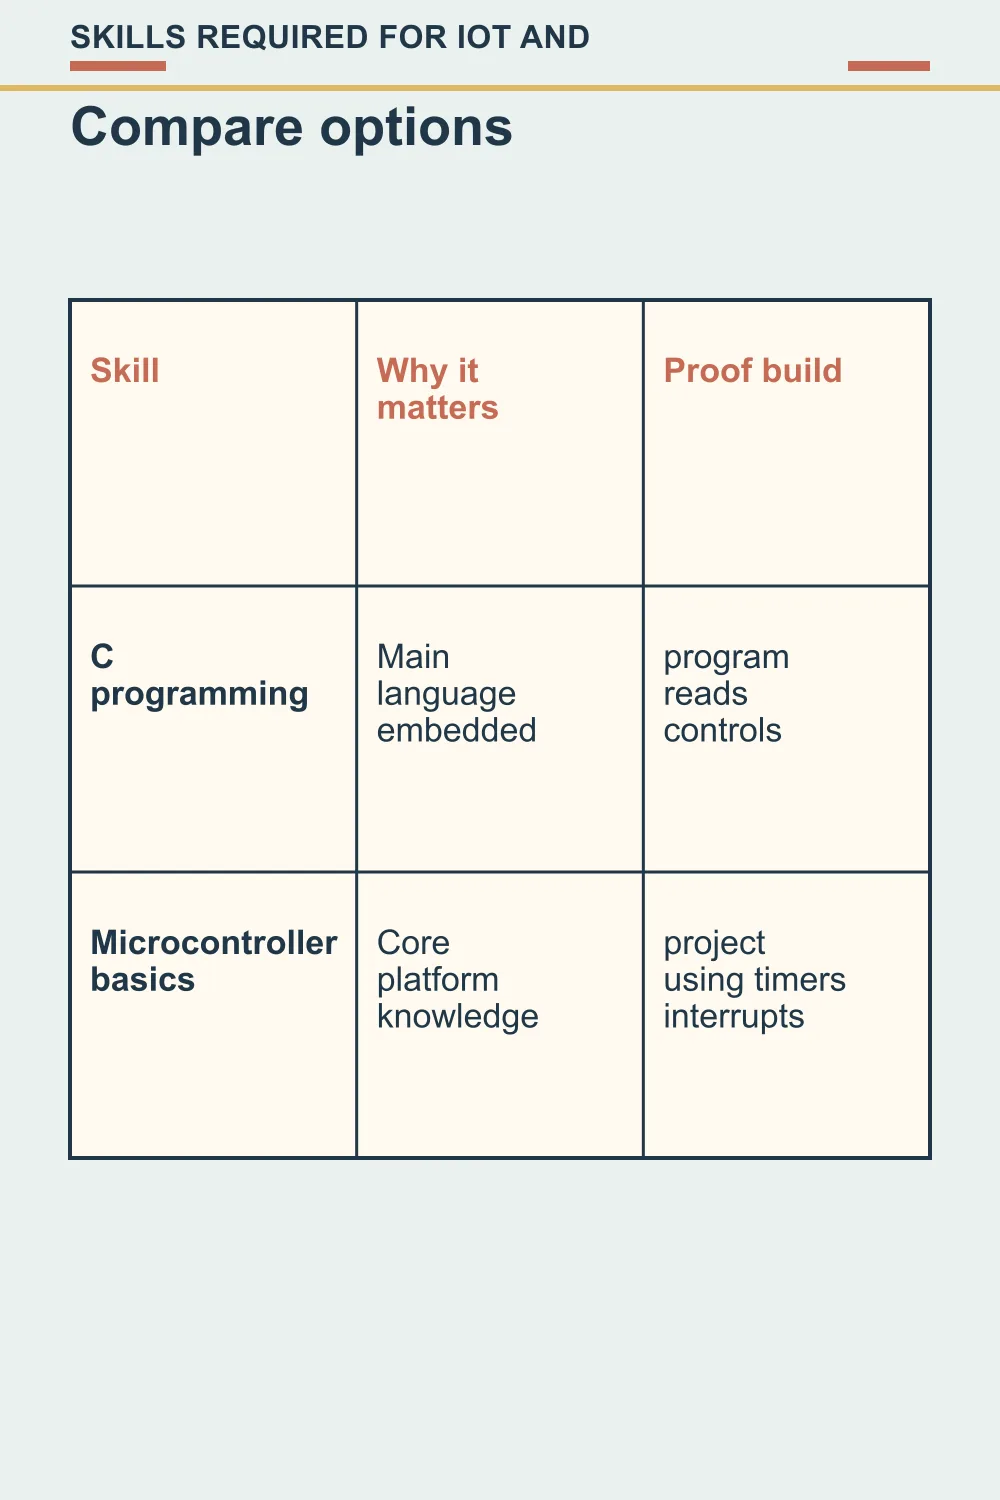 SKILLS REQUIRED FOR IOT AND
Compare options
Skill
Why it
matters
Proof build
C
programming
Main
language
embedded
program
reads
controls
Microcontroller
basics
Core
platform
knowledge
project
using timers
interrupts